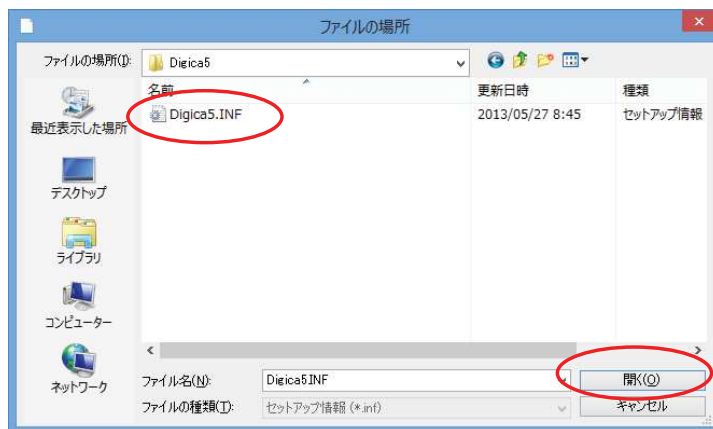 ファイルの場所
ファイルの場所(I):
Digica5
最近表示した場所
デスクトップ
ライブラリ
コンピューター
ネットワーク
名前
更新日時
種類
Digica5.INF
2013/05/27 8:45
セットアップ情報
ファイル名(N):
Digica5.INF
開く(O)
ファイルの種類(T):
セットアップ情報 (*.inf)
キャンセル